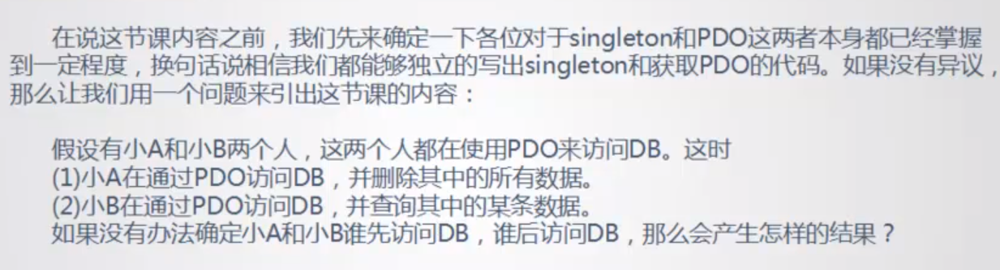 在说这节课内容之前，我们先来确定一下各位对于singleton和PDO这两者本身都已经掌握
到一定程度，换句话说相信我们都能够独立的写出singleton和获取PDO的代码。如果没有异议，
那么让我们用一个问题来引出这节课的内容：
假设有小A和小B两个人，这两个人都在使用PDO来访问DB。这时
(1)小A在通过PDO访问DB，并删除其中的所有数据。
(2)小B在通过PDO访问DB，并查询其中的某条数据。
如果没有办法确定小A和小B谁先访问DB，谁后访问DB，那么会产生怎样的结果？